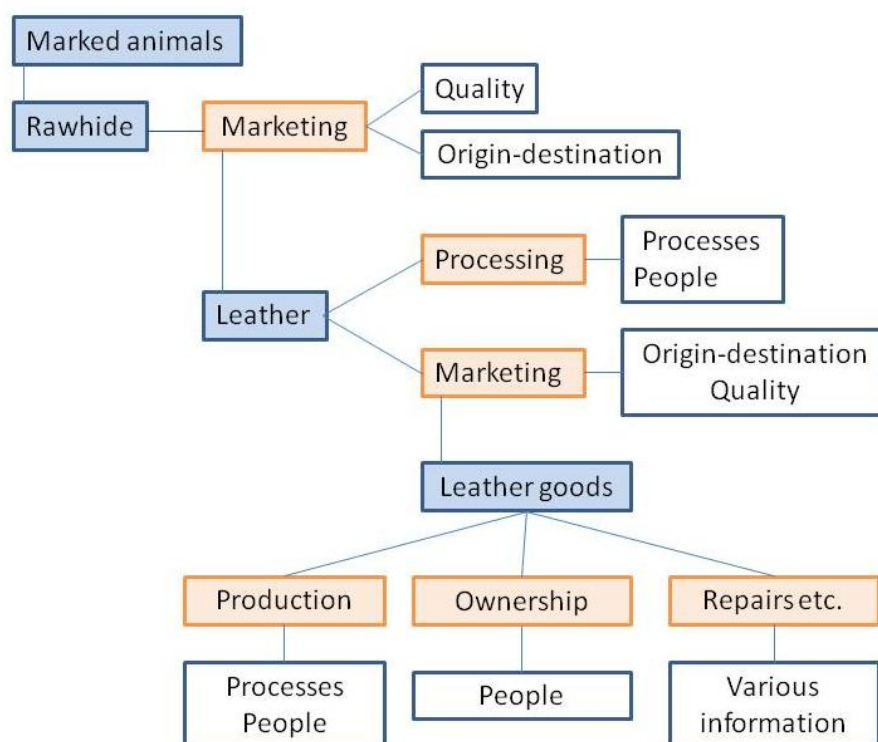 Marked animals
Quality
Rawhide
Marketing
Origin-destination
Processing
Processes
People
Leather
Marketing
Origin-destination
Quality
Leather goods
Production
Ownership
Repairs etc.
Processes
People
People
Various
information